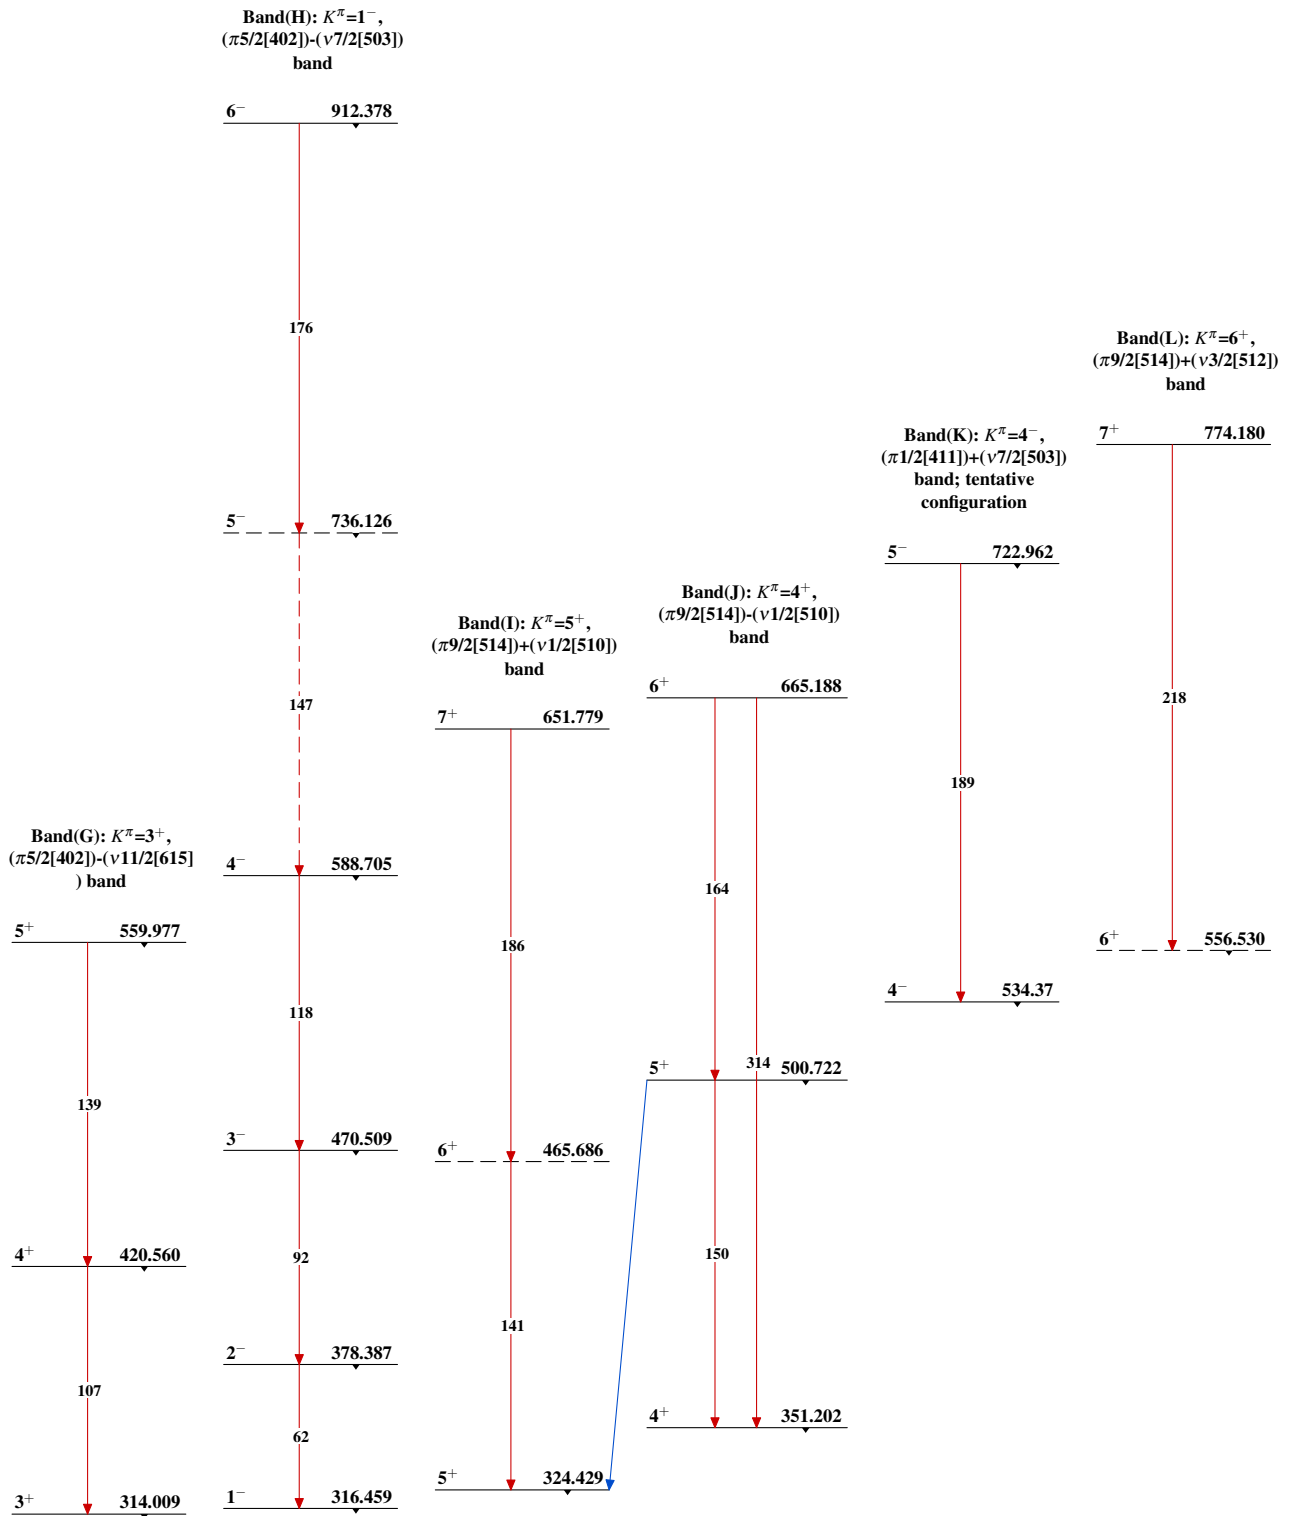 Band(G): Kπ=3+,
(π5/2[402])-(ν11/2[615]
) band
5+ 559.977
139
4+ 420.560
107
3+ 314.009
Band(H): Kπ=1−,
(π5/2[402])-(ν7/2[503])
band
6− 912.378
176
5− 736.126
147
4− 588.705
118
3− 470.509
92
2− 378.387
62
1− 316.459
Band(I): Kπ=5+,
(π9/2[514])+(ν1/2[510])
band
7+ 651.779
186
6+ 465.686
141
5+ 324.429
Band(J): Kπ=4+,
(π9/2[514])-(ν1/2[510])
band
6+ 665.188
164
314
5+ 500.722
150
4+ 351.202
Band(K): Kπ=4−,
(π1/2[411])+(ν7/2[503])
band; tentative
configuration
5− 722.962
189
4− 534.37
Band(L): Kπ=6+,
(π9/2[514])+(ν3/2[512])
band
7+ 774.180
218
6+ 556.530